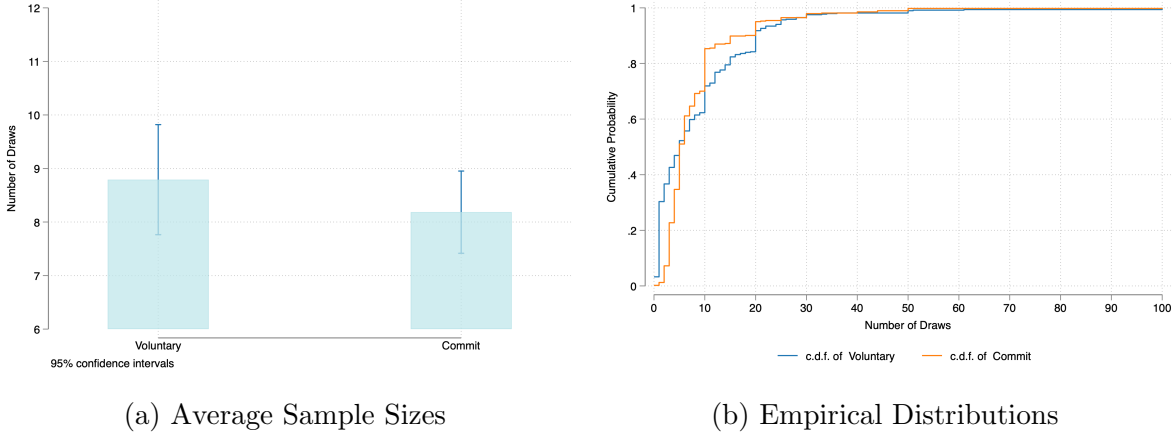 12
11
10
9
8
7
6
Number of Draws
Voluntary
Commit
95% confidence intervals
(a) Average Sample Sizes
1
.8
.6
.4
.2
0
Cumulative Probability
0 10 20 30 40 50 60 70 80 90 100
Number of Draws
c.d.f. of Voluntary
c.d.f. of Commit
(b) Empirical Distributions